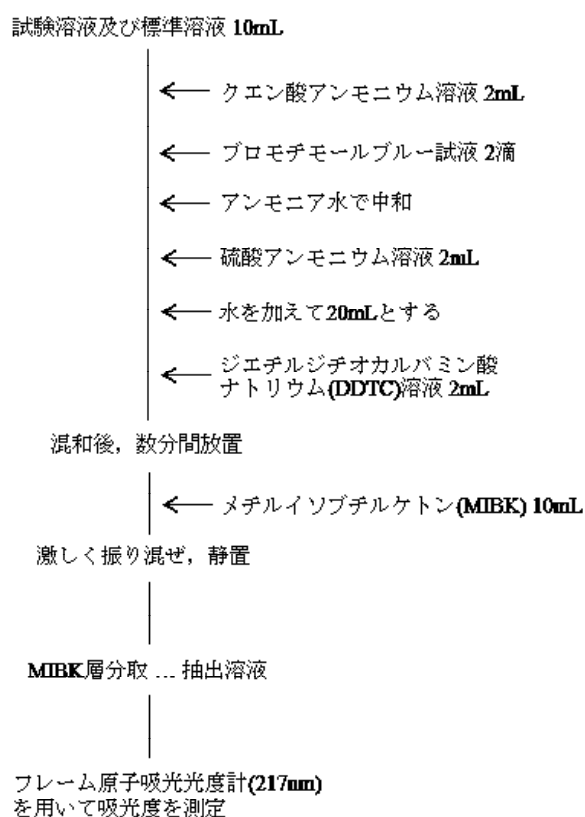 試験溶液及び標準溶液 10mL
クエン酸アンモニウム溶液 2mL
ブロモチモールブルー試液 2滴
アンモニア水で中和
硫酸アンモニウム溶液 2mL
水を加えて20mLとする
ジエチルジチオカルバミン酸
ナトリウム(DDTC)溶液 2mL
混和後，数分間放置
メチルイソブチルケトン(MIBK) 10mL
激しく振り混ぜ，静置
MIBK層分取 … 抽出溶液
フレーム原子吸光光度計(217nm)
を用いて吸光度を測定